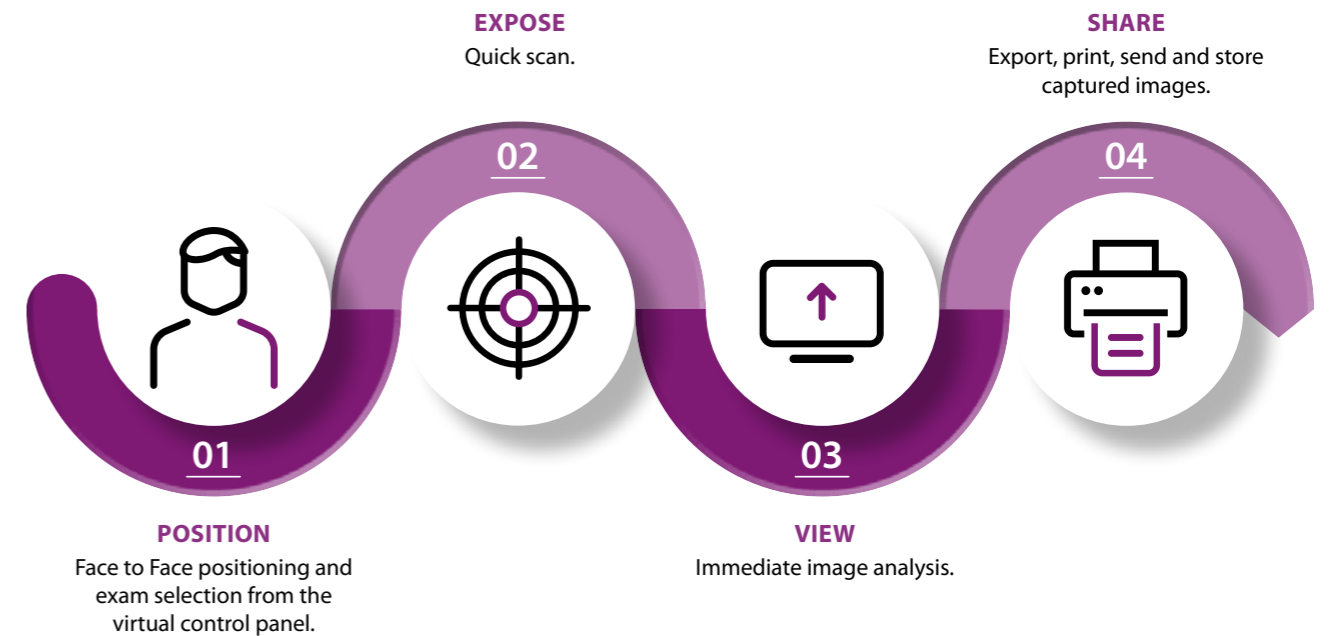 01
POSITION
Face to Face positioning and
exam selection from the
virtual control panel.
EXPOSE
Quick scan.
02
03
VIEW
Immediate image analysis.
SHARE
Export, print, send and store
captured images.
04